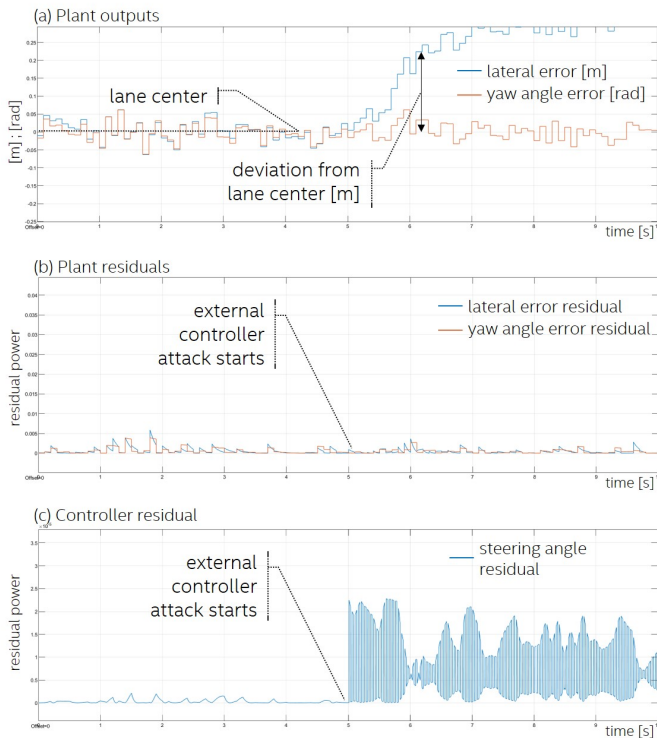 (a) Plant outputs
0.25
0.2
0.15
0.1
0.05
0
-0.05
-0.1
-0.15
-0.2
-0.25
[m] ; [rad]
lane center
lateral error [m]
yaw angle error [rad]
deviation from
lane center [m]
Offset=0
1
2
3
4
5
6
7
8
9
time [s]
(b) Plant residuals
0.04
0.035
0.03
0.025
0.02
0.015
0.01
0.005
0
residual power
external
controller
attack starts
lateral error residual
yaw angle error residual
Offset=0
1
2
3
4
5
6
7
8
9
time [s]
(c) Controller residual
3.5
3
2.5
2
1.5
1
0.5
0
residual power
external
controller
attack starts
steering angle
residual
Offset=0
1
2
3
4
5
6
7
8
9
time [s]